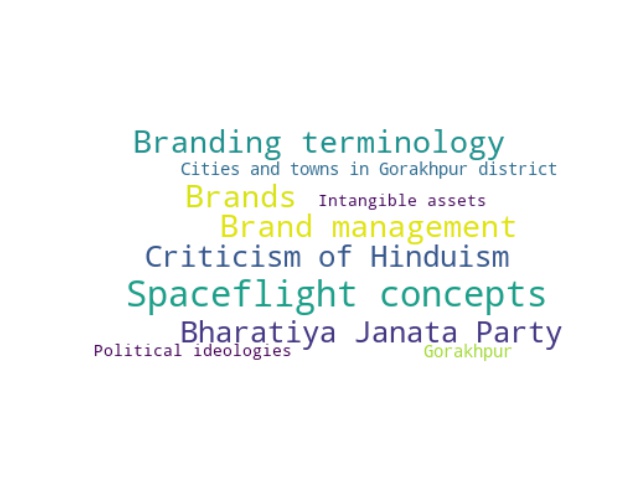 Branding terminology
Cities and towns in Gorakhpur district
Brands
Intangible assets
Brand management
Criticism of Hinduism
Spaceflight concepts
Bharatiya Janata Party
Political ideologies
Gorakhpur